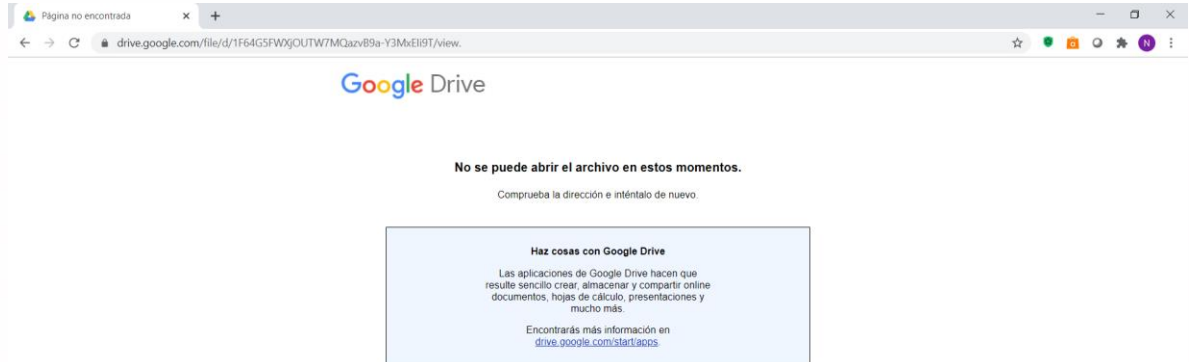 Página no encontrada
drive.google.com/file/d/1F64G5FWXjOUTW7MQazvB9a-Y3MxEli9T/view.
N
Google Drive
No se puede abrir el archivo en estos momentos.
Comprueba la dirección e inténtalo de nuevo.
Haz cosas con Google Drive
Las aplicaciones de Google Drive hacen que
resulte sencillo crear, almacenar y compartir online
documentos, hojas de cálculo, presentaciones y
mucho más.
Encontrarás más información en
drive.google.com/start/apps.